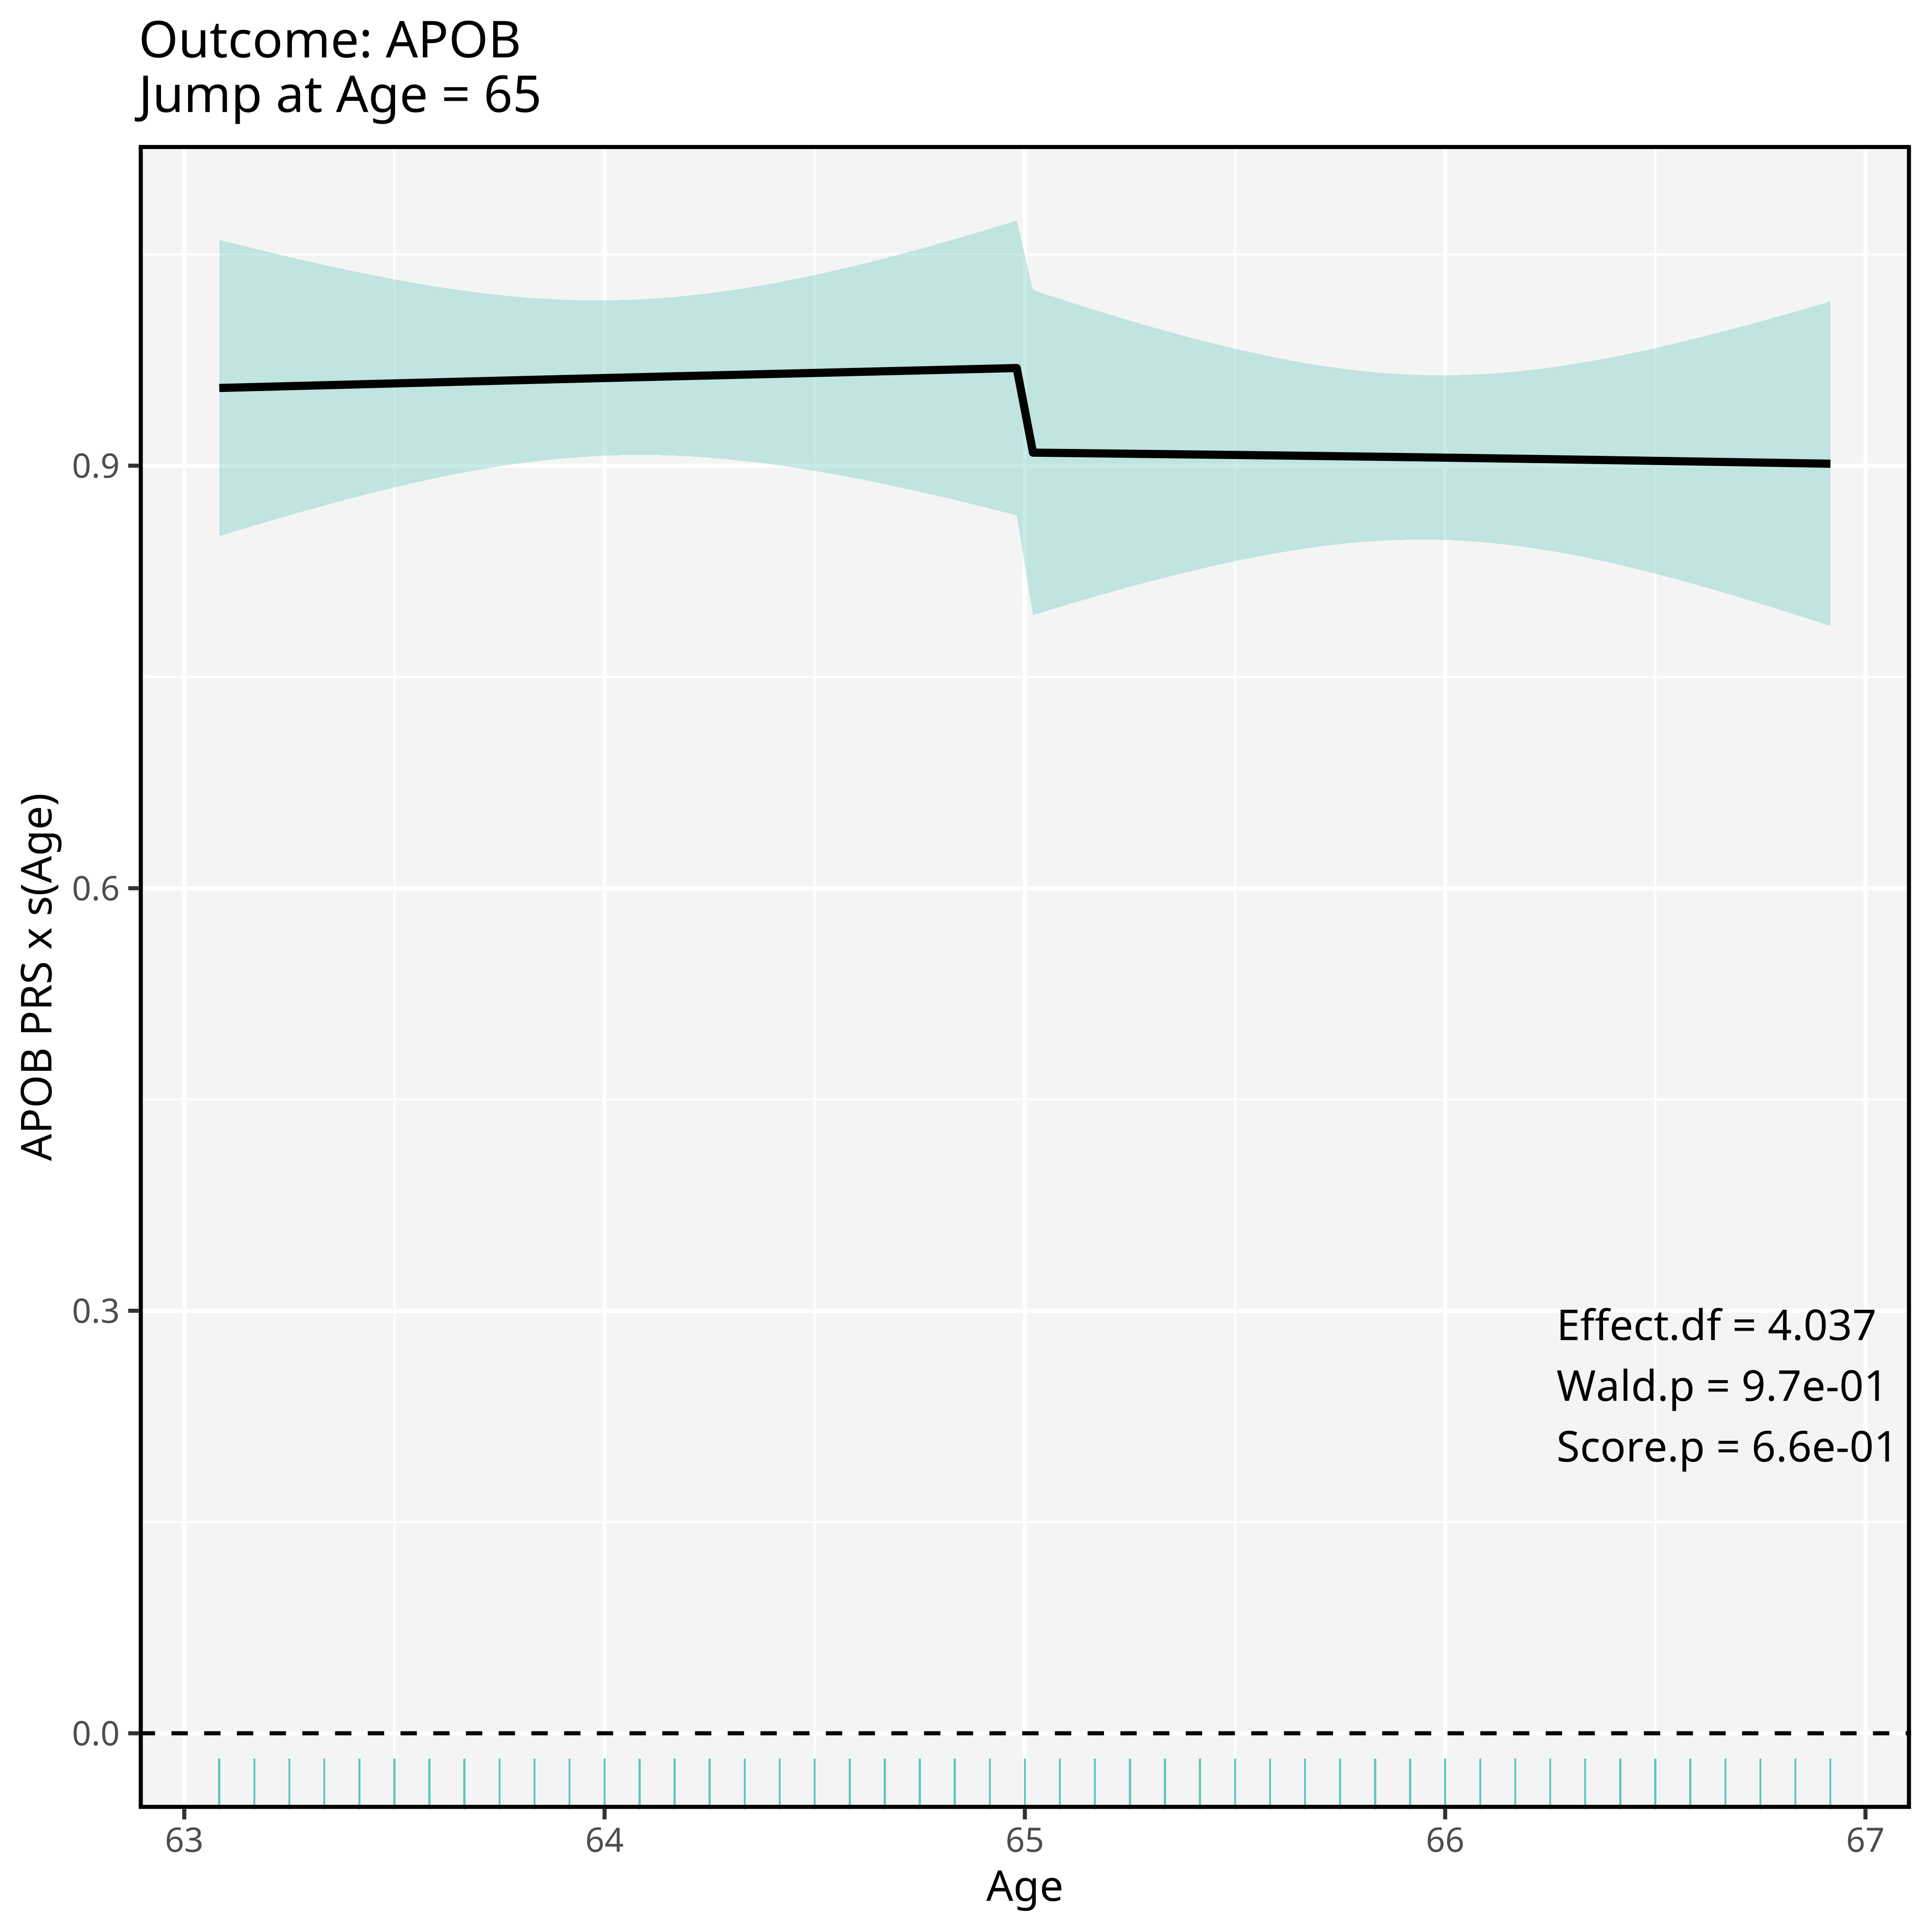 Outcome: APOB
Jump at Age = 65
APOB PRS x s(Age)
0.9
0.6
0.3
0.0
Effect.df = 4.037
Wald.p = 9.7e-01
Score.p = 6.6e-01
63 64 65 66 67
Age